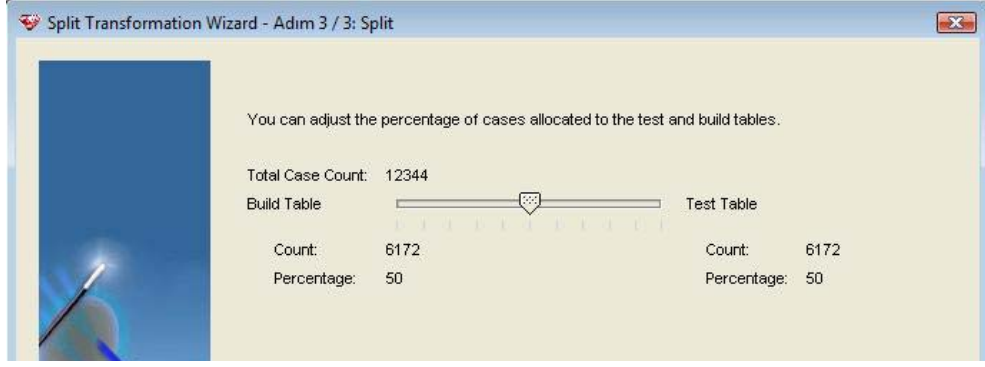 Split Transformation Wizard - Adım 3 / 3: Split
You can adjust the percentage of cases allocated to the test and build tables.
Total Case Count: 12344
Build Table Test Table
Count: 6172 Count: 6172
Percentage: 50 Percentage: 50